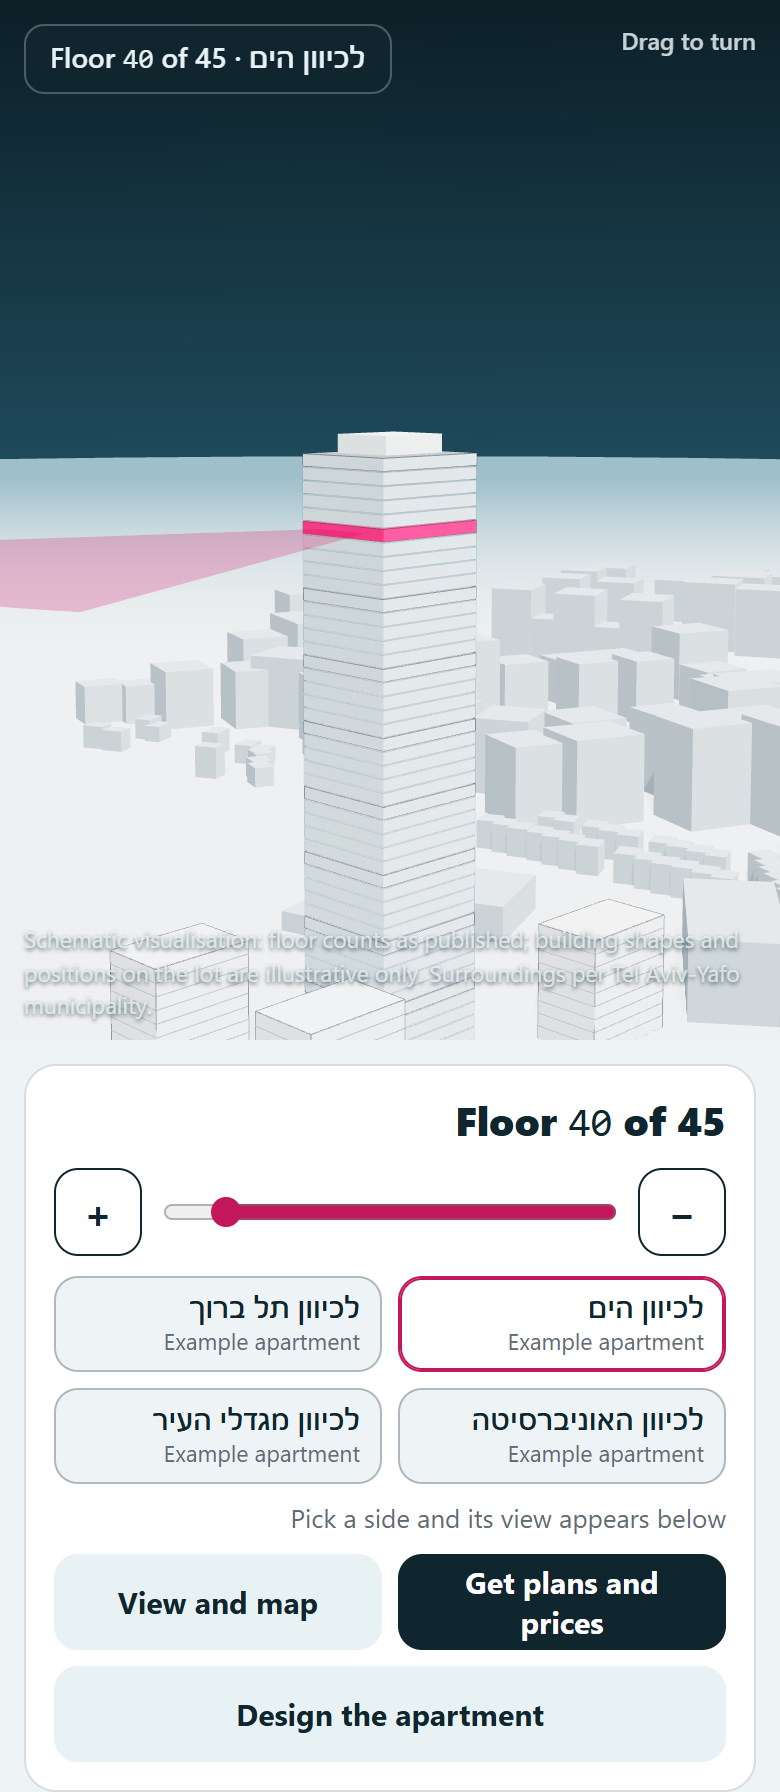 Floor 40 of 45 · לכיוון הים
Drag to turn
Schematic visualisation: floor counts as published; building shapes and
positions on the lot are illustrative only. Surroundings per Tel Aviv-Yafo
municipality.
Floor 40 of 45
+
−
לכיוון הים
Example apartment
לכיוון תל ברוך
Example apartment
לכיוון האוניברסיטה
Example apartment
לכיוון מגדלי העיר
Example apartment
Pick a side and its view appears below
Get plans and
prices
View and map
Design the apartment